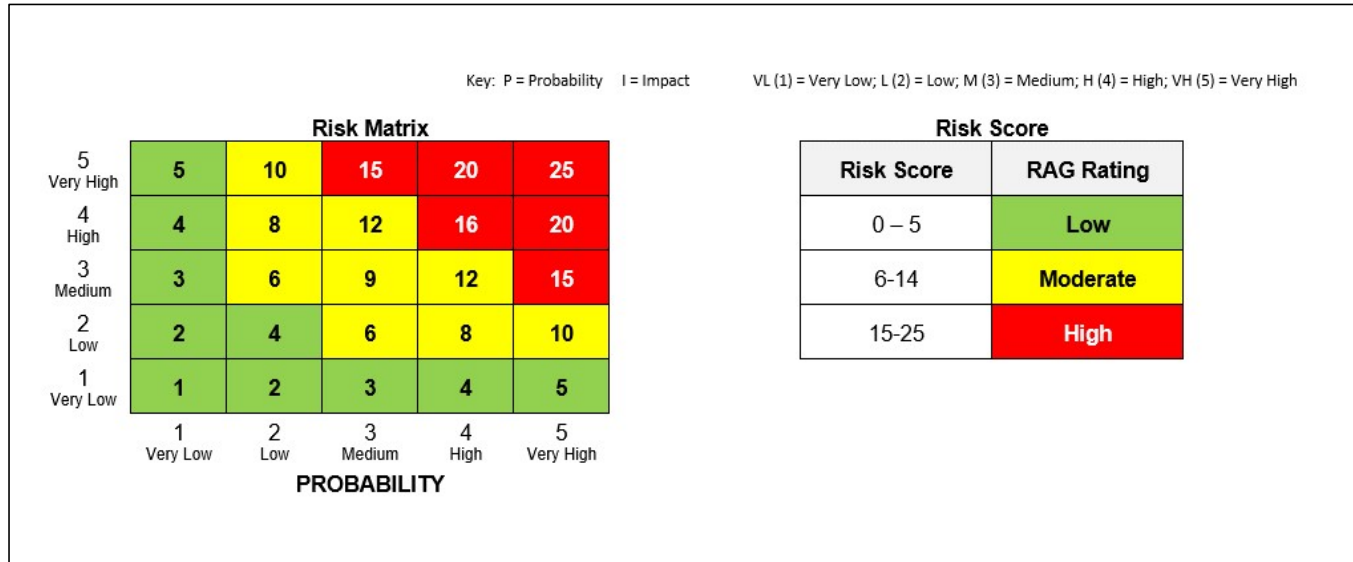 Key: P = Probability I = Impact VL (1) = Very Low; L (2) = Low; M (3) = Medium; H (4) = High; VH (5) = Very High
Risk Matrix
5
Very High
5 10 15 20 25
4
High
4 8 12 16 20
3
Medium
3 6 9 12 15
2
Low
2 4 6 8 10
1
Very Low
1 2 3 4 5
1 2 3 4 5
Very Low Low Medium High Very High
PROBABILITY
Risk Score
Risk Score RAG Rating
0 – 5 Low
6-14 Moderate
15-25 High